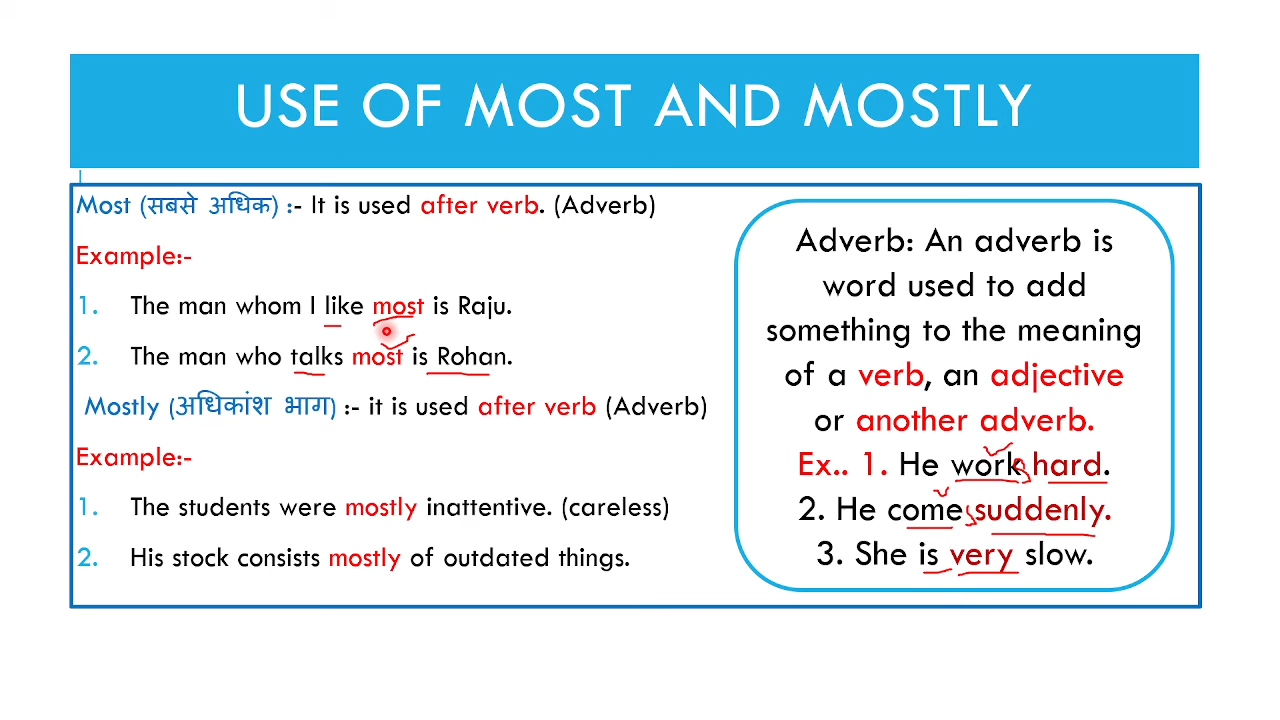 USE OF MOST AND MOSTLY
Most (सबसे अधिक) :- It is used after verb. (Adverb)
Example:-
1. The man whom I like most is Raju.
2. The man who talks most is Rohan.
Mostly (अधिकांश भाग) :- it is used after verb (Adverb)
Example:-
1. The students were mostly inattentive. (careless)
2. His stock consists mostly of outdated things.
Adverb: An adverb is
word used to add
something to the meaning
of a verb, an adjective
or another adverb.
Ex.. 1. He work hard.
2. He come suddenly.
3. She is very slow.